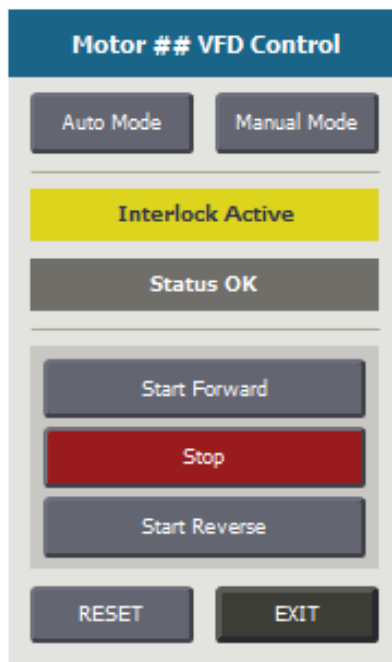 Motor ## VFD Control
Auto Mode Manual Mode
Interlock Active
Status OK
Start Forward
Stop
Start Reverse
RESET EXIT